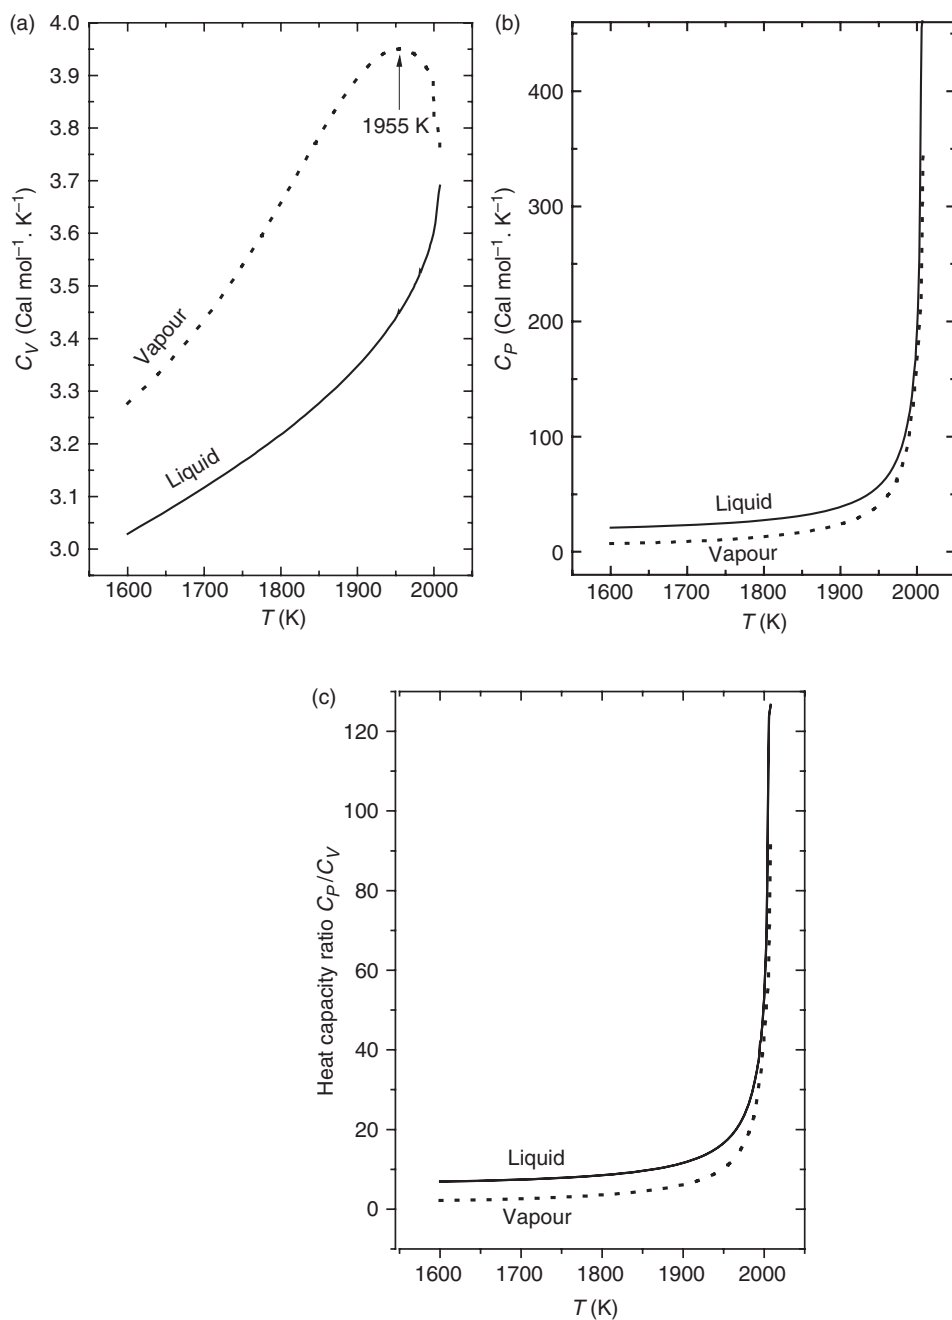 (a)
4.0
3.9
3.8
3.7
3.6
3.5
3.4
3.3
3.2
3.1
3.0
C_V (Cal mol⁻¹. K⁻¹)
1955 K
Vapour
Liquid
1600 1700 1800 1900 2000
T (K)
(b)
400
300
200
100
0
C_P (Cal mol⁻¹. K⁻¹)
Liquid
Vapour
1600 1700 1800 1900 2000
T (K)
(c)
120
100
80
60
40
20
0
Heat capacity ratio C_P/C_V
Liquid
Vapour
1600 1700 1800 1900 2000
T (K)